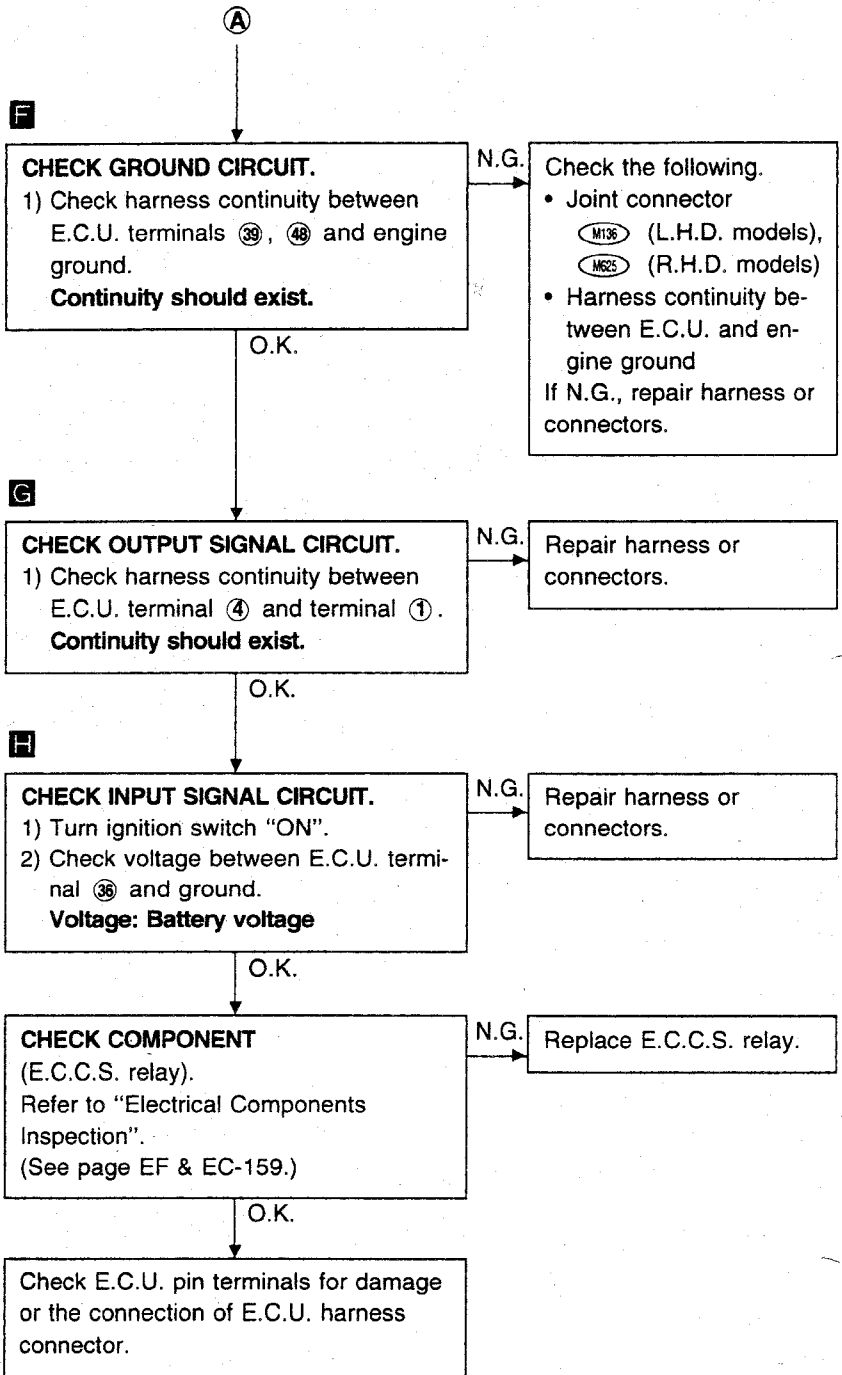 Ⓐ
F
CHECK GROUND CIRCUIT.
1) Check harness continuity between
E.C.U. terminals ㊴, ㊽ and engine
ground.
Continuity should exist.
N.G.
Check the following.
• Joint connector
M136 (L.H.D. models),
M625 (R.H.D. models)
• Harness continuity be-
tween E.C.U. and en-
gine ground
If N.G., repair harness or
connectors.
O.K.
G
CHECK OUTPUT SIGNAL CIRCUIT.
1) Check harness continuity between
E.C.U. terminal ④ and terminal ①.
Continuity should exist.
N.G.
Repair harness or
connectors.
O.K.
H
CHECK INPUT SIGNAL CIRCUIT.
1) Turn ignition switch “ON”.
2) Check voltage between E.C.U. termi-
nal ㊱ and ground.
Voltage: Battery voltage
N.G.
Repair harness or
connectors.
O.K.
CHECK COMPONENT
(E.C.C.S. relay).
Refer to “Electrical Components
Inspection”.
(See page EF & EC-159.)
N.G.
Replace E.C.C.S. relay.
O.K.
Check E.C.U. pin terminals for damage
or the connection of E.C.U. harness
connector.